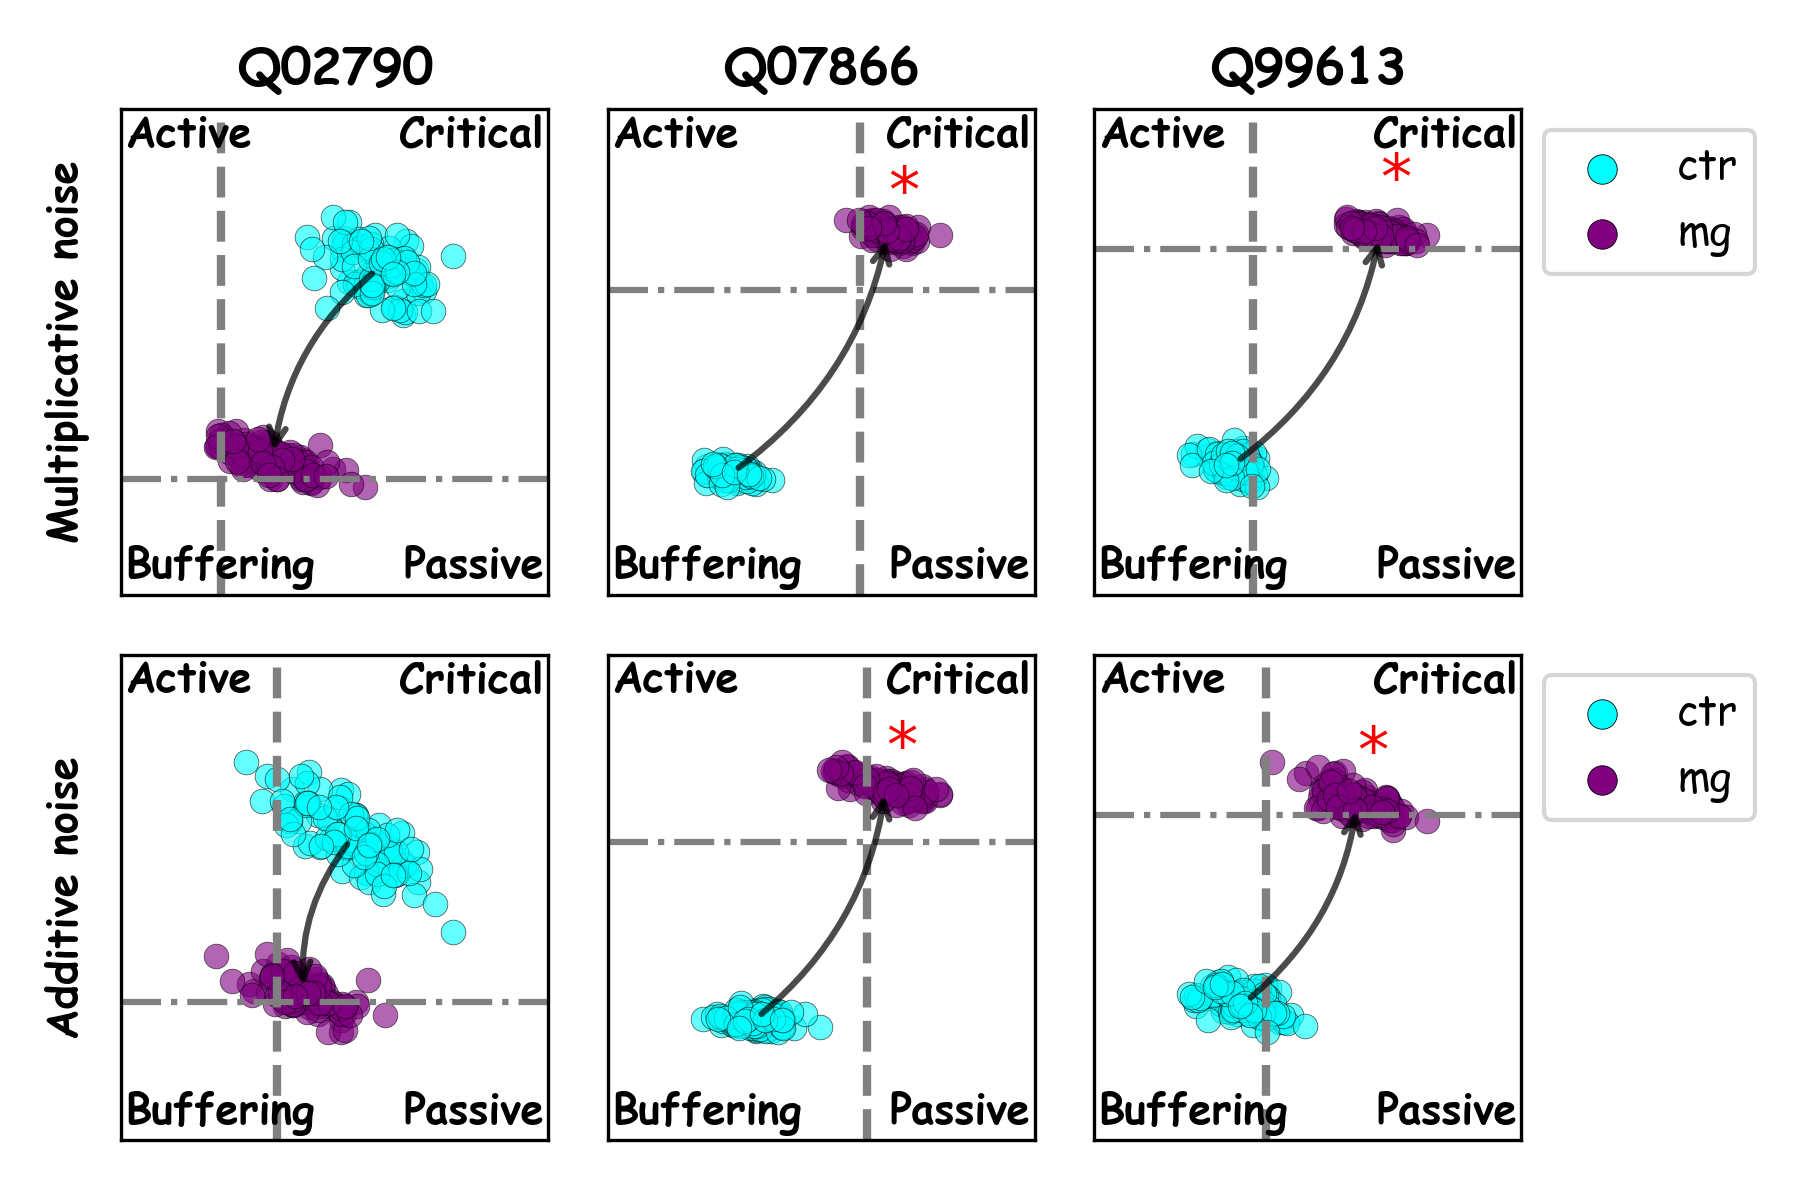 Q02790 Q07866 Q99613
Multiplicative noise
Active Critical
Buffering Passive
Active Critical
*
Buffering Passive
Active Critical
*
Buffering Passive
ctr
mg
Additive noise
Active Critical
Buffering Passive
Active Critical
*
Buffering Passive
Active Critical
*
Buffering Passive
ctr
mg